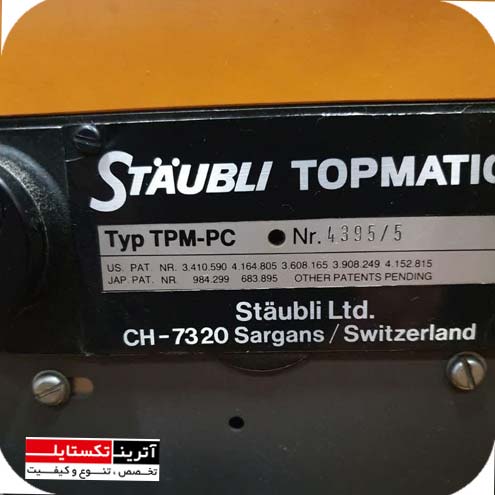 STÄUBLI TOPMATIC
Typ TPM-PC ● Nr. 4395/5
US. PAT. NR. 3.410.590 4.164.805 3.608.165 3.908.249 4.152.815
JAP. PAT. NR. 984.299 683.895 OTHER PATENTS PENDING
Stäubli Ltd.
CH-7320 Sargans / Switzerland
آترین تکستایل
تخصص ، تنوع و کیفیت